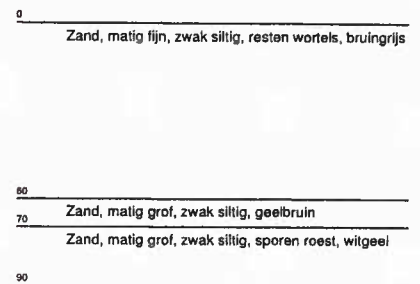 0
Zand, matig fijn, zwak siltig, resten wortels, bruingrijs
60
Zand, matig grof, zwak siltig, geelbruin
70
Zand, matig grof, zwak siltig, sporen roest, witgeel
90